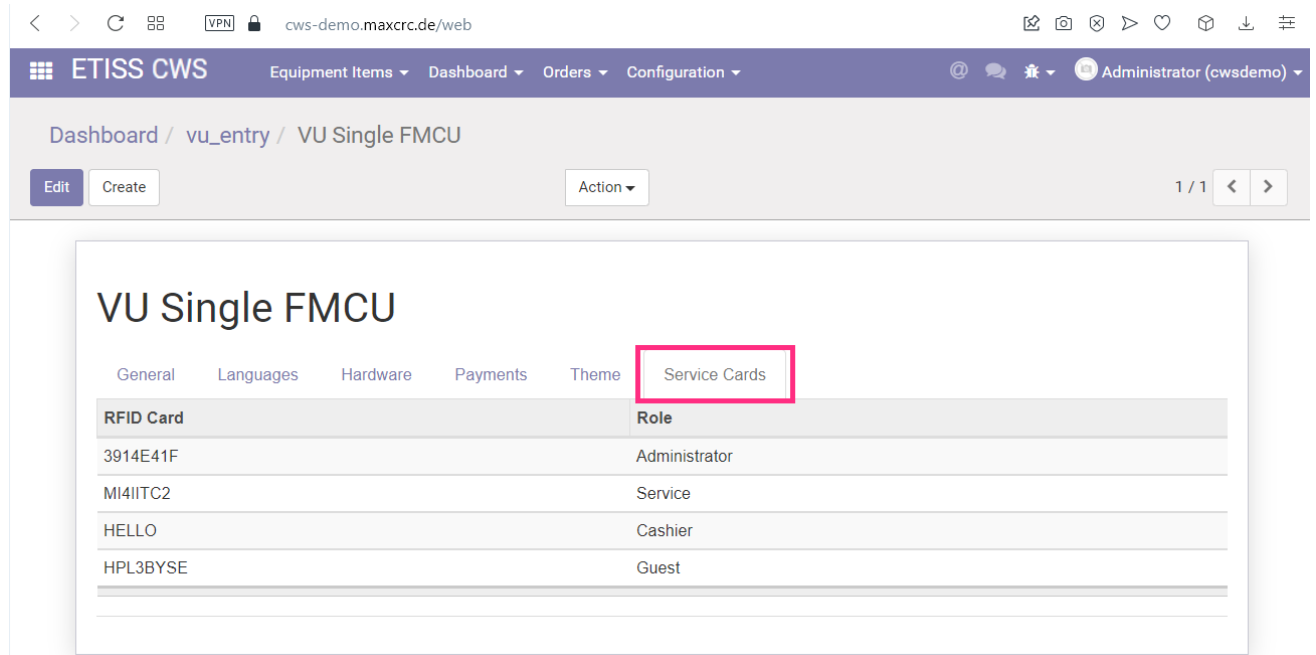 VPN cws-demo.maxcrc.de/web
ETISS CWS Equipment Items Dashboard Orders Configuration @ Administrator (cwsdemo)
Dashboard / vu_entry / VU Single FMCU
Edit Create Action 1 / 1
VU Single FMCU
General Languages Hardware Payments Theme Service Cards
RFID Card Role
3914E41F Administrator
MI4IITC2 Service
HELLO Cashier
HPL3BYSE Guest